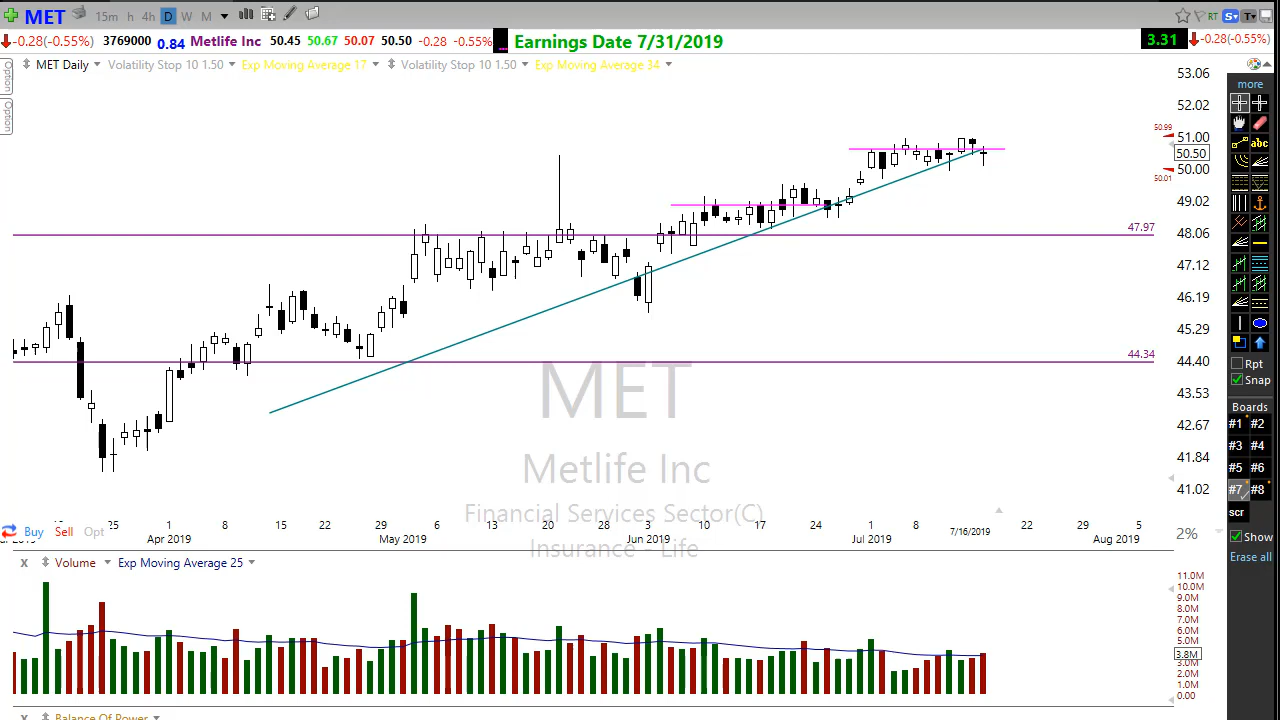 MET 15m h 4h D W M RT S T
-0.28(-0.55%) 3769000 0.84 Metlife Inc 50.45 50.67 50.07 50.50 -0.28 -0.55% Earnings Date 7/31/2019 3.31 -0.28(-0.55%)
MET Daily Volatility Stop 10 1.50 Exp Moving Average 17 Volatility Stop 10 1.50 Exp Moving Average 34
Option
Option
53.06
52.02
50.99
51.00
50.50
50.00
50.01
49.02
47.97
48.06
47.12
46.19
45.29
44.34
44.40
43.53
42.67
41.84
41.02
MET
Metlife Inc
Financial Services Sector(C)
Insurance - Life
more
abc
Rpt
Snap
Boards
#1 #2
#3 #4
#5 #6
#7 #8
scr
Show
Erase all
25 1 8 15 22 29 6 13 20 28 3 10 17 24 1 8 7/16/2019 22 29 5
Buy Sell Opt
Apr 2019 May 2019 Jun 2019 Jul 2019 Aug 2019
2%
x Volume Exp Moving Average 25
11.0M
10.0M
9.0M
8.0M
7.0M
6.0M
5.0M
3.8M
3.0M
2.0M
1.0M
0.00
x Balance Of Power